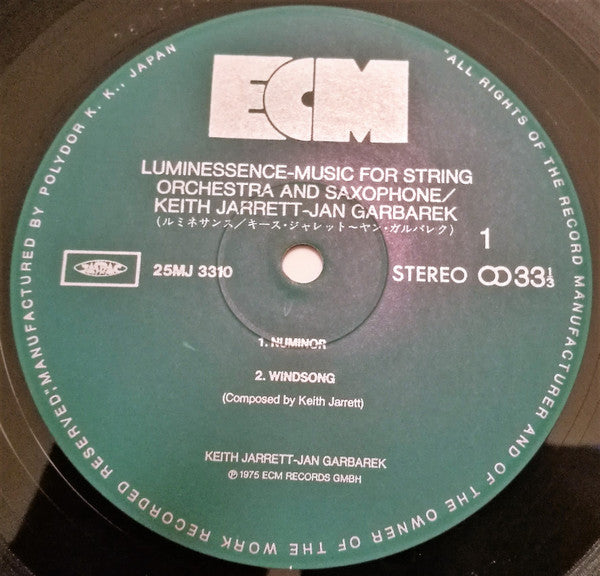 ECM
LUMINESSENCE-MUSIC FOR STRING
ORCHESTRA AND SAXOPHONE/
KEITH JARRETT-JAN GARBAREK
(ルミネサンス/キース・ジャレット~ヤン・ガルバレク)
1
25MJ 3310
STEREO
33⅓
1. NUMINOR
2. WINDSONG
(Composed by Keith Jarrett)
KEITH JARRETT-JAN GARBAREK
℗ 1975 ECM RECORDS GMBH
"ALL RIGHTS OF THE RECORD MANUFACTURER AND OF THE OWNER OF THE WORK RECORDED RESERVED, MANUFACTURED BY POLYDOR K. K., JAPAN